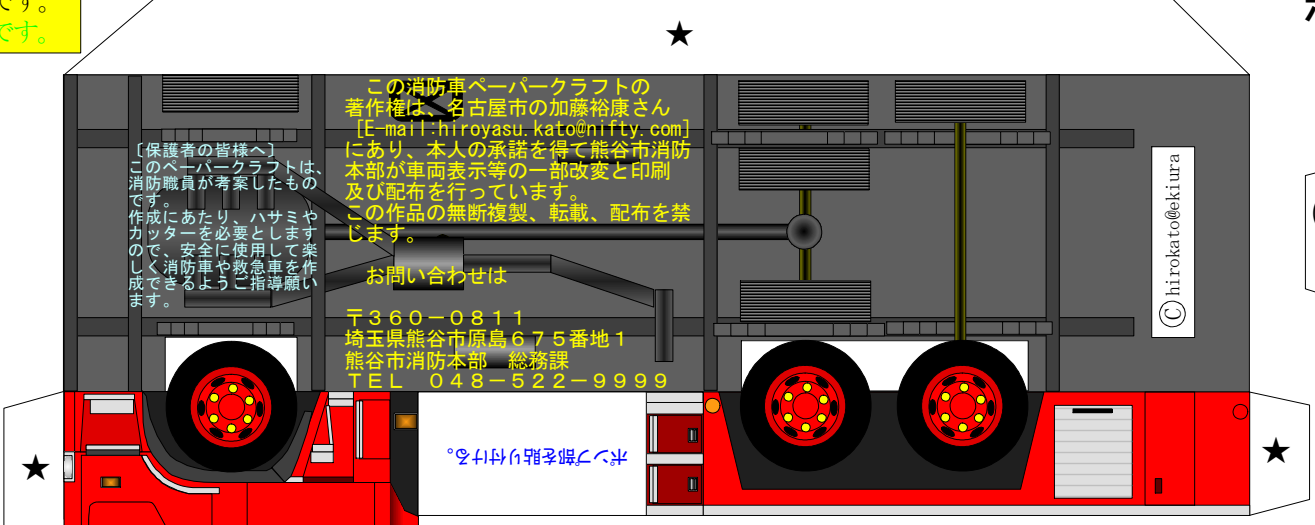 です。
です。
★
この消防車ペーパークラフトの
著作権は、名古屋市の加藤裕康さん
[E-mail:hiroyasu.kato@nifty.com]
にあり、本人の承諾を得て熊谷市消防
本部が車両表示等の一部改変と印刷
及び配布を行っています。
この作品の無断複製、転載、配布を禁
じます。
お問い合わせは
〒360－0811
埼玉県熊谷市原島675番地1
熊谷市消防本部　総務課
TEL　048－522－9999
〔保護者の皆様へ〕
このペーパークラフトは、
消防職員が考案したもの
です。
作成にあたり、ハサミや
カッターを必要とします
ので、安全に使用して楽
しく消防車や救急車を作
成できるようご指導願い
ます。
Ⓒhirokato@ekiura
ポンプ部を貼り付ける。
★
★